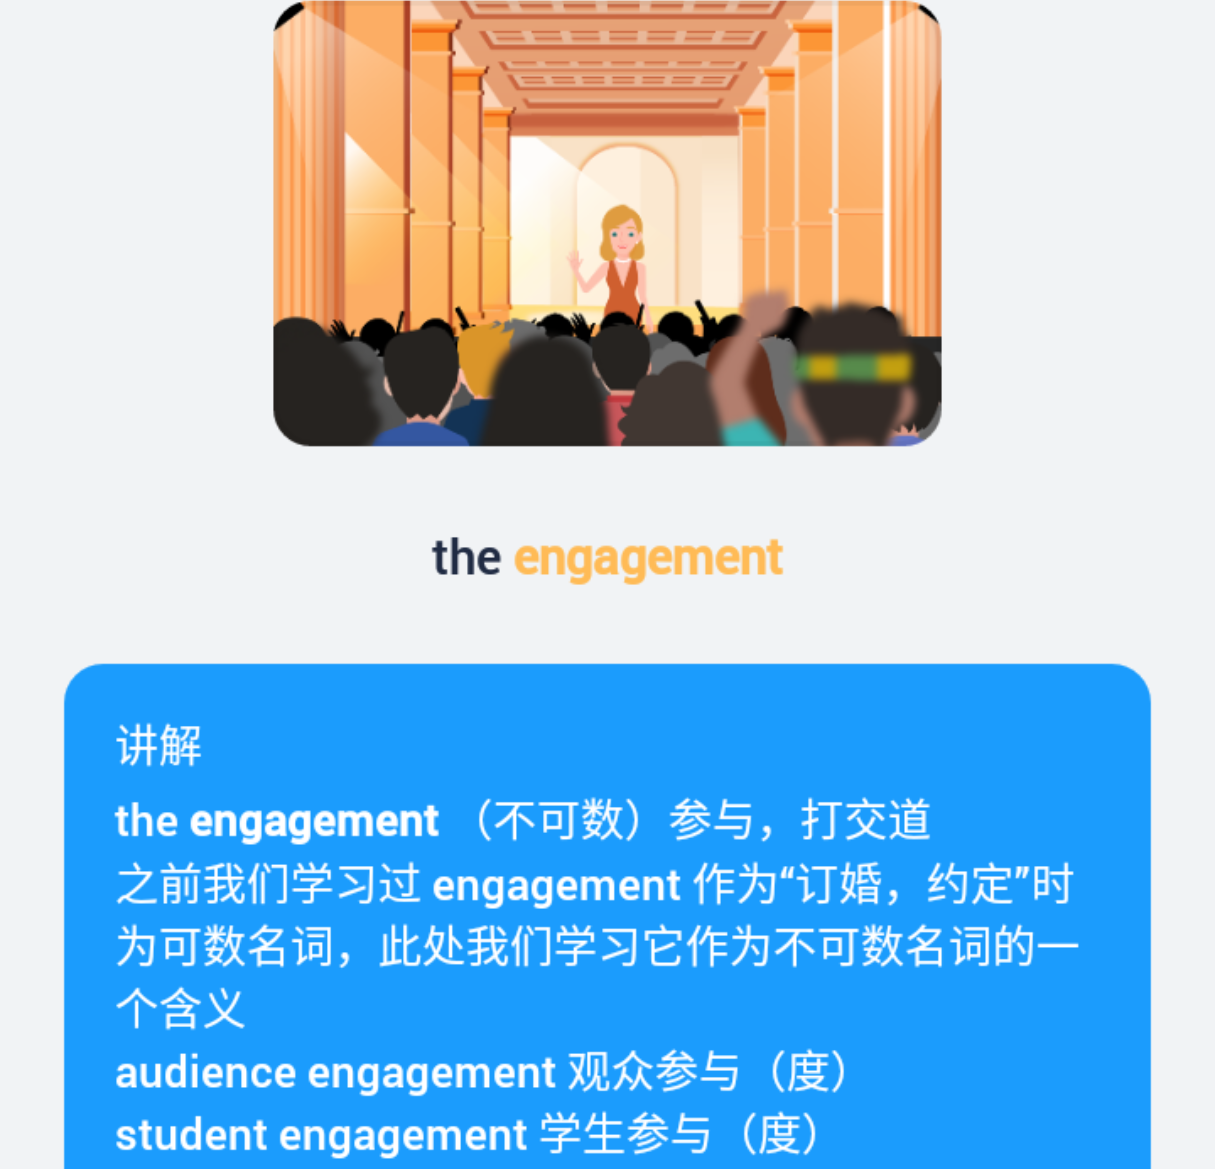 the engagement
讲解
the engagement （不可数）参与，打交道
之前我们学习过 engagement 作为“订婚，约定”时
为可数名词，此处我们学习它作为不可数名词的一
个含义
audience engagement 观众参与（度）
student engagement 学生参与（度）